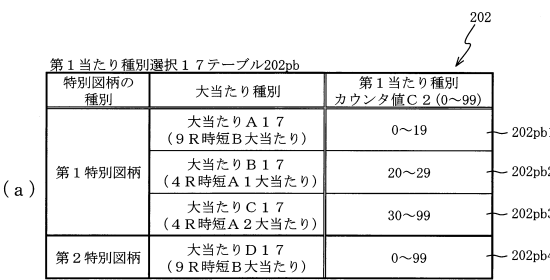 202
第１当たり種別選択１７テーブル202pb
特別図柄の
種別
大当たり種別
第１当たり種別
カウンタ値Ｃ２(0～99)
(a)
第１特別図柄
大当たりＡ１７
(９Ｒ時短Ｂ大当たり)
0～19
202pb1
大当たりＢ１７
(４Ｒ時短Ａ１大当たり)
20～29
202pb2
大当たりＣ１７
(４Ｒ時短Ａ２大当たり)
30～99
202pb3
第２特別図柄
大当たりＤ１７
(９Ｒ時短Ｂ大当たり)
0～99
202pb4